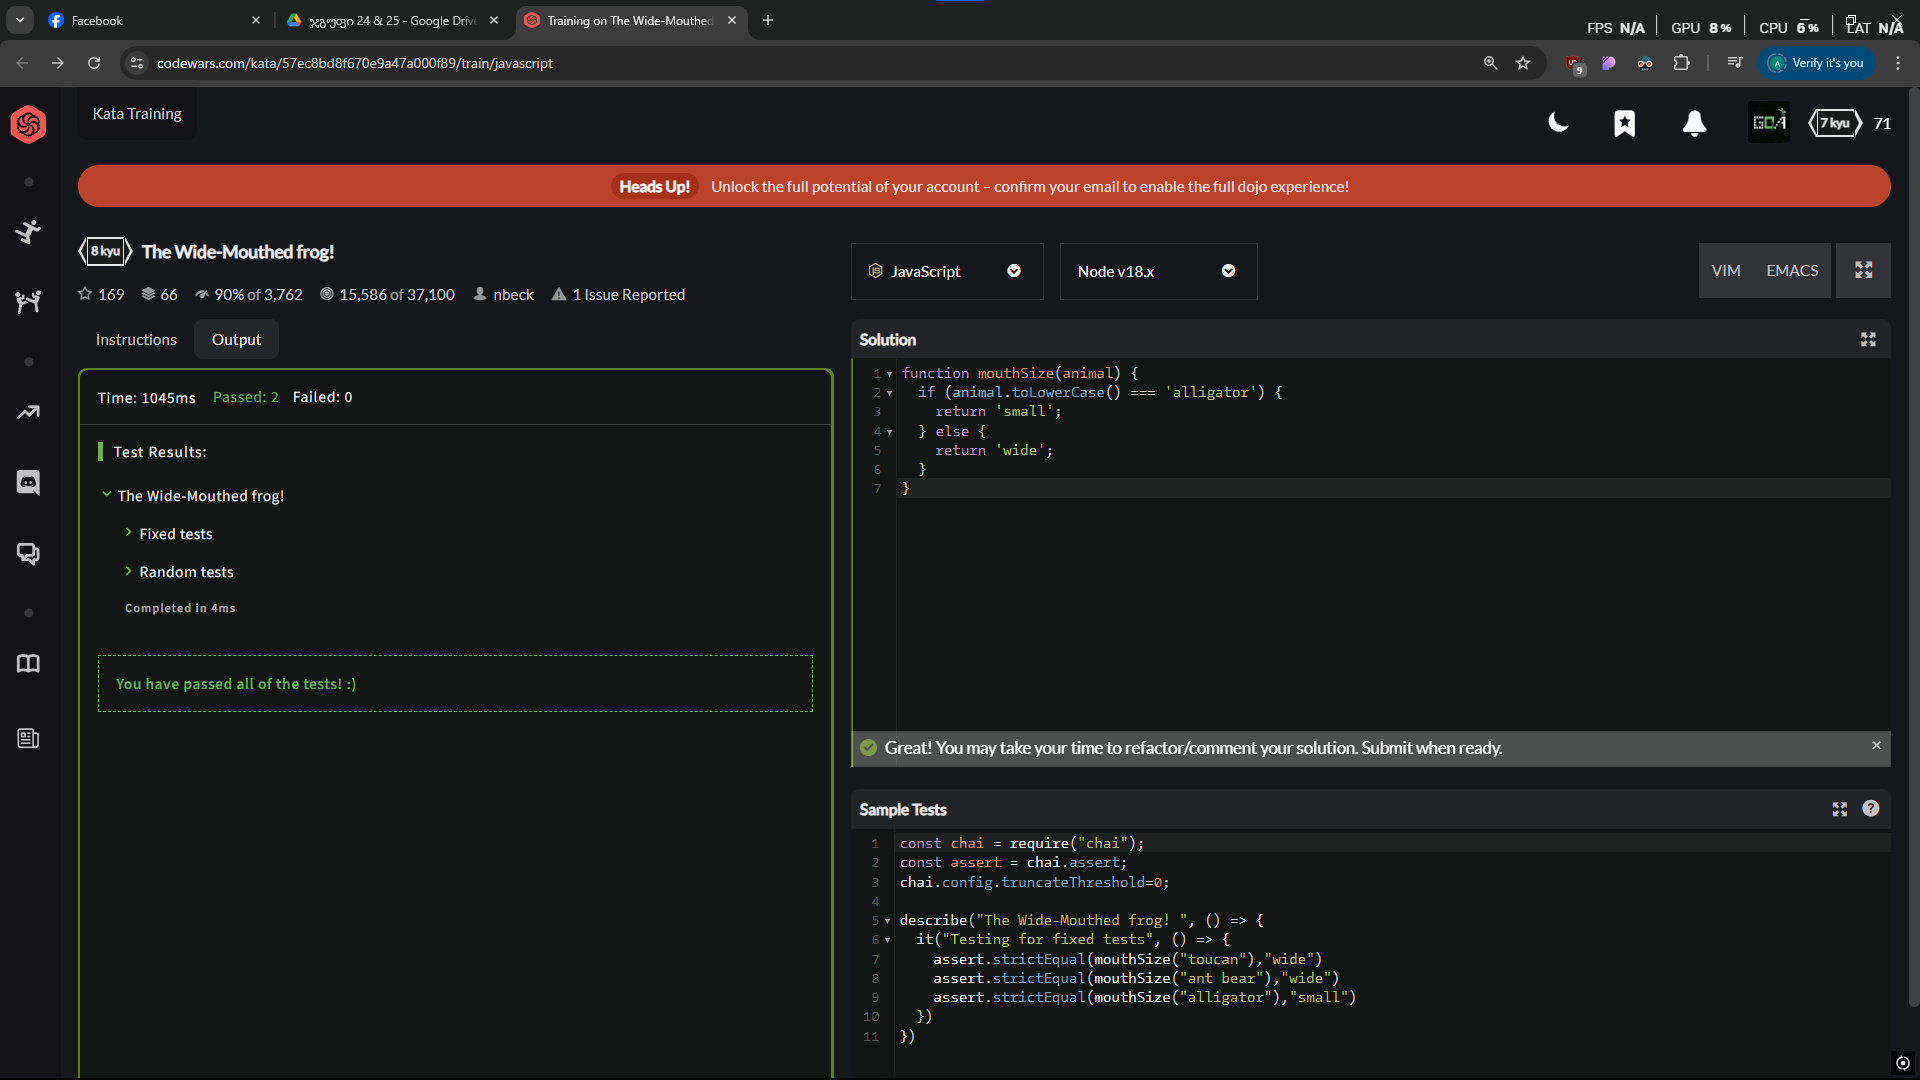 Facebook
ჯგუფი 24 & 25 - Google Driv
Training on The Wide-Mouthed
FPS N/A GPU 8% CPU 6% LAT N/A
codewars.com/kata/57ec8bd8f670e9a47a000f89/train/javascript
9
Verify it's you
Kata Training
7 kyu 71
Heads Up! Unlock the full potential of your account – confirm your email to enable the full dojo experience!
8 kyu The Wide-Mouthed frog!
169 66 90% of 3,762 15,586 of 37,100 nbeck 1 Issue Reported
JavaScript
Node v18.x
VIM EMACS
Instructions Output
Time: 1045ms Passed: 2 Failed: 0
Test Results:
The Wide-Mouthed frog!
Fixed tests
Random tests
Completed in 4ms
You have passed all of the tests! :)
Solution
1 function mouthSize(animal) {
2 if (animal.toLowerCase() === 'alligator') {
3 return 'small';
4 } else {
5 return 'wide';
6 }
7 }
Great! You may take your time to refactor/comment your solution. Submit when ready.
Sample Tests
1 const chai = require("chai");
2 const assert = chai.assert;
3 chai.config.truncateThreshold=0;
4
5 describe("The Wide-Mouthed frog! ", () => {
6 it("Testing for fixed tests", () => {
7 assert.strictEqual(mouthSize("toucan"),"wide")
8 assert.strictEqual(mouthSize("ant bear"),"wide")
9 assert.strictEqual(mouthSize("alligator"),"small")
10 })
11 })